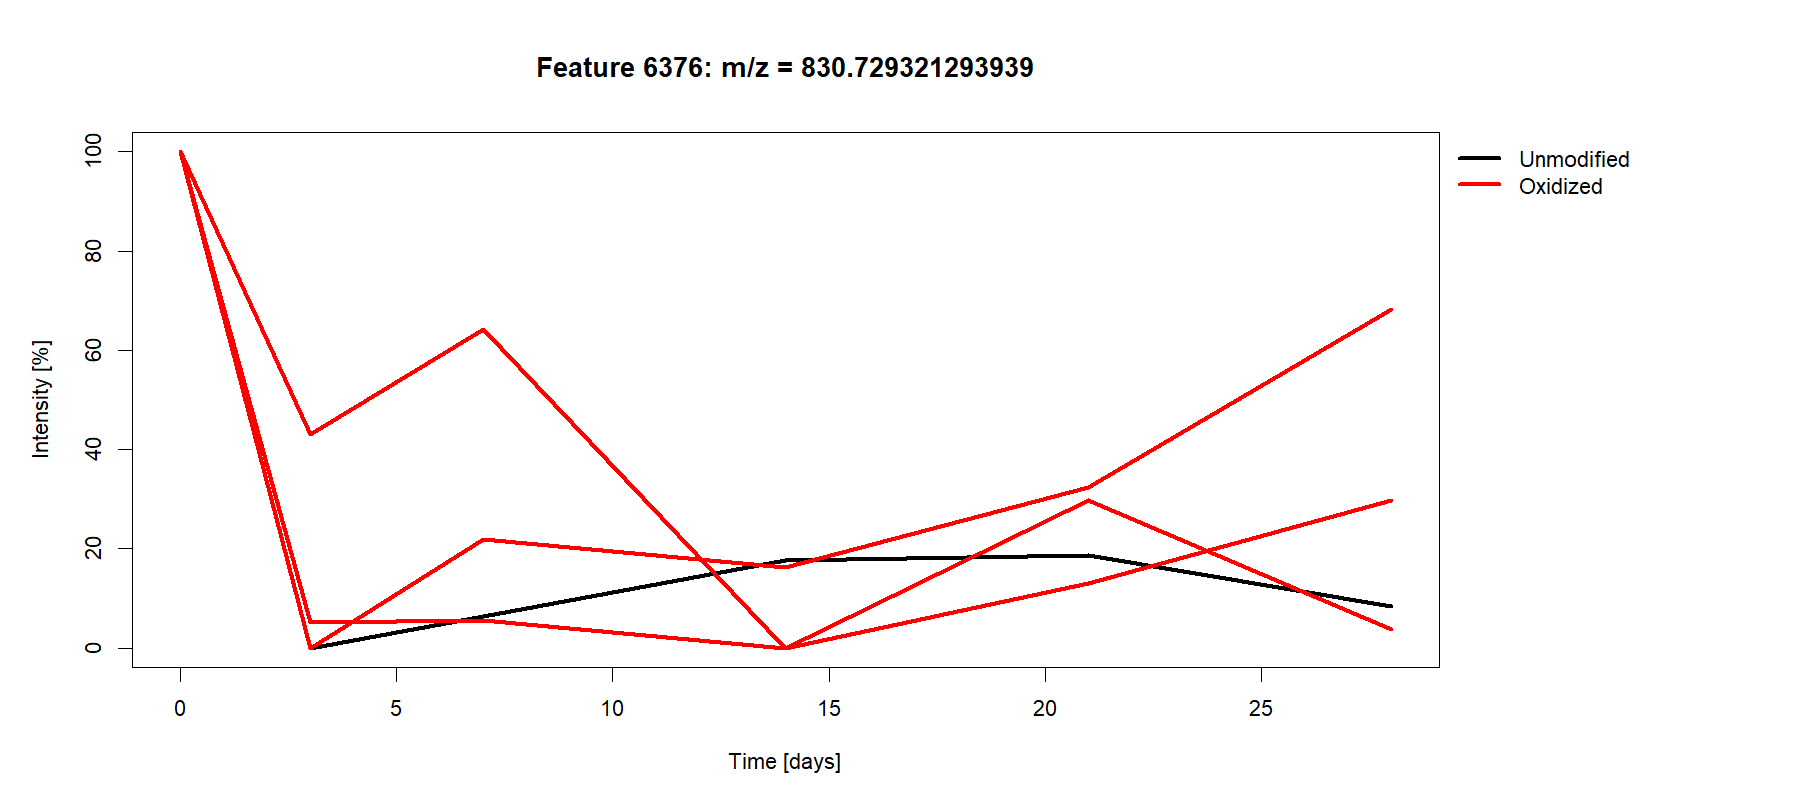 Feature 6376: m/z = 830.729321293939
Unmodified
Oxidized
Intensity [%]
100
80
60
40
20
0
0 5 10 15 20 25
Time [days]